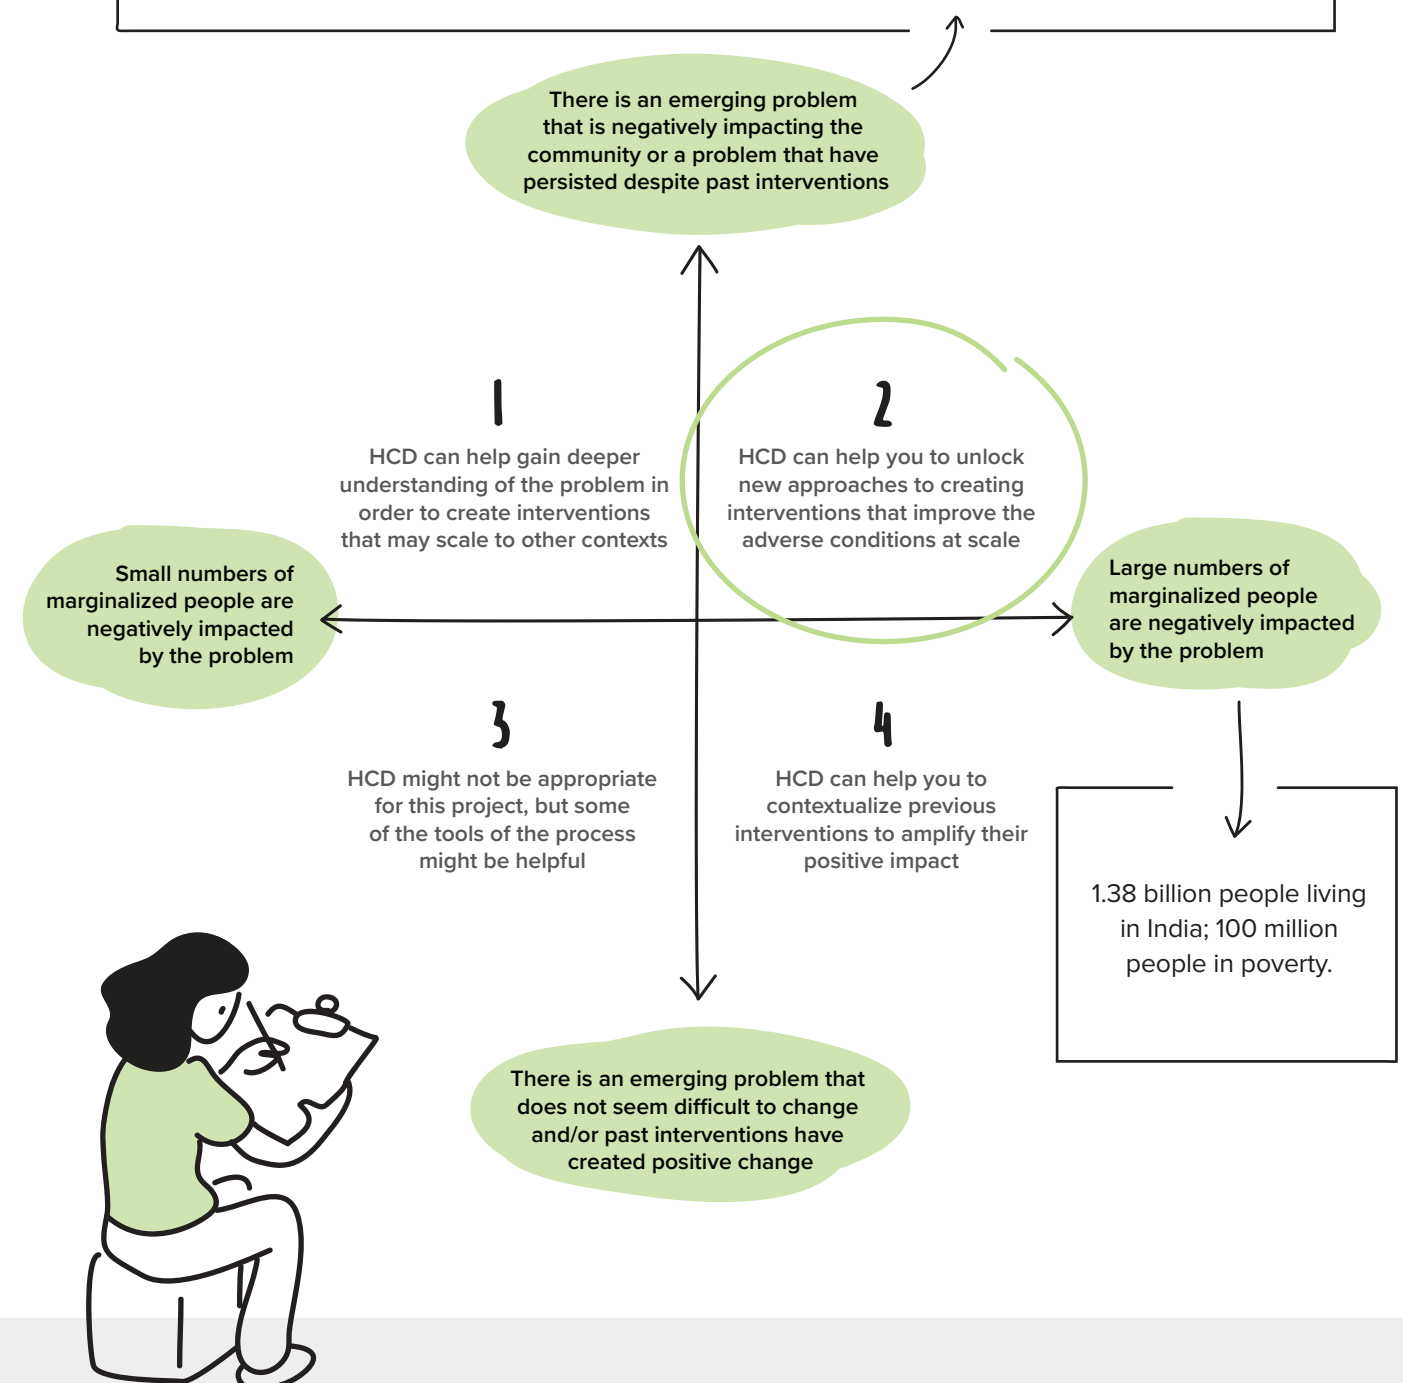 There is an emerging problem
that is negatively impacting the
community or a problem that have
persisted despite past interventions
1
HCD can help gain deeper
understanding of the problem in
order to create interventions
that may scale to other contexts
2
HCD can help you to unlock
new approaches to creating
interventions that improve the
adverse conditions at scale
Small numbers of
marginalized people are
negatively impacted
by the problem
Large numbers of
marginalized people
are negatively impacted
by the problem
3
HCD might not be appropriate
for this project, but some
of the tools of the process
might be helpful
4
HCD can help you to
contextualize previous
interventions to amplify their
positive impact
1.38 billion people living
in India; 100 million
people in poverty.
There is an emerging problem that
does not seem difficult to change
and/or past interventions have
created positive change